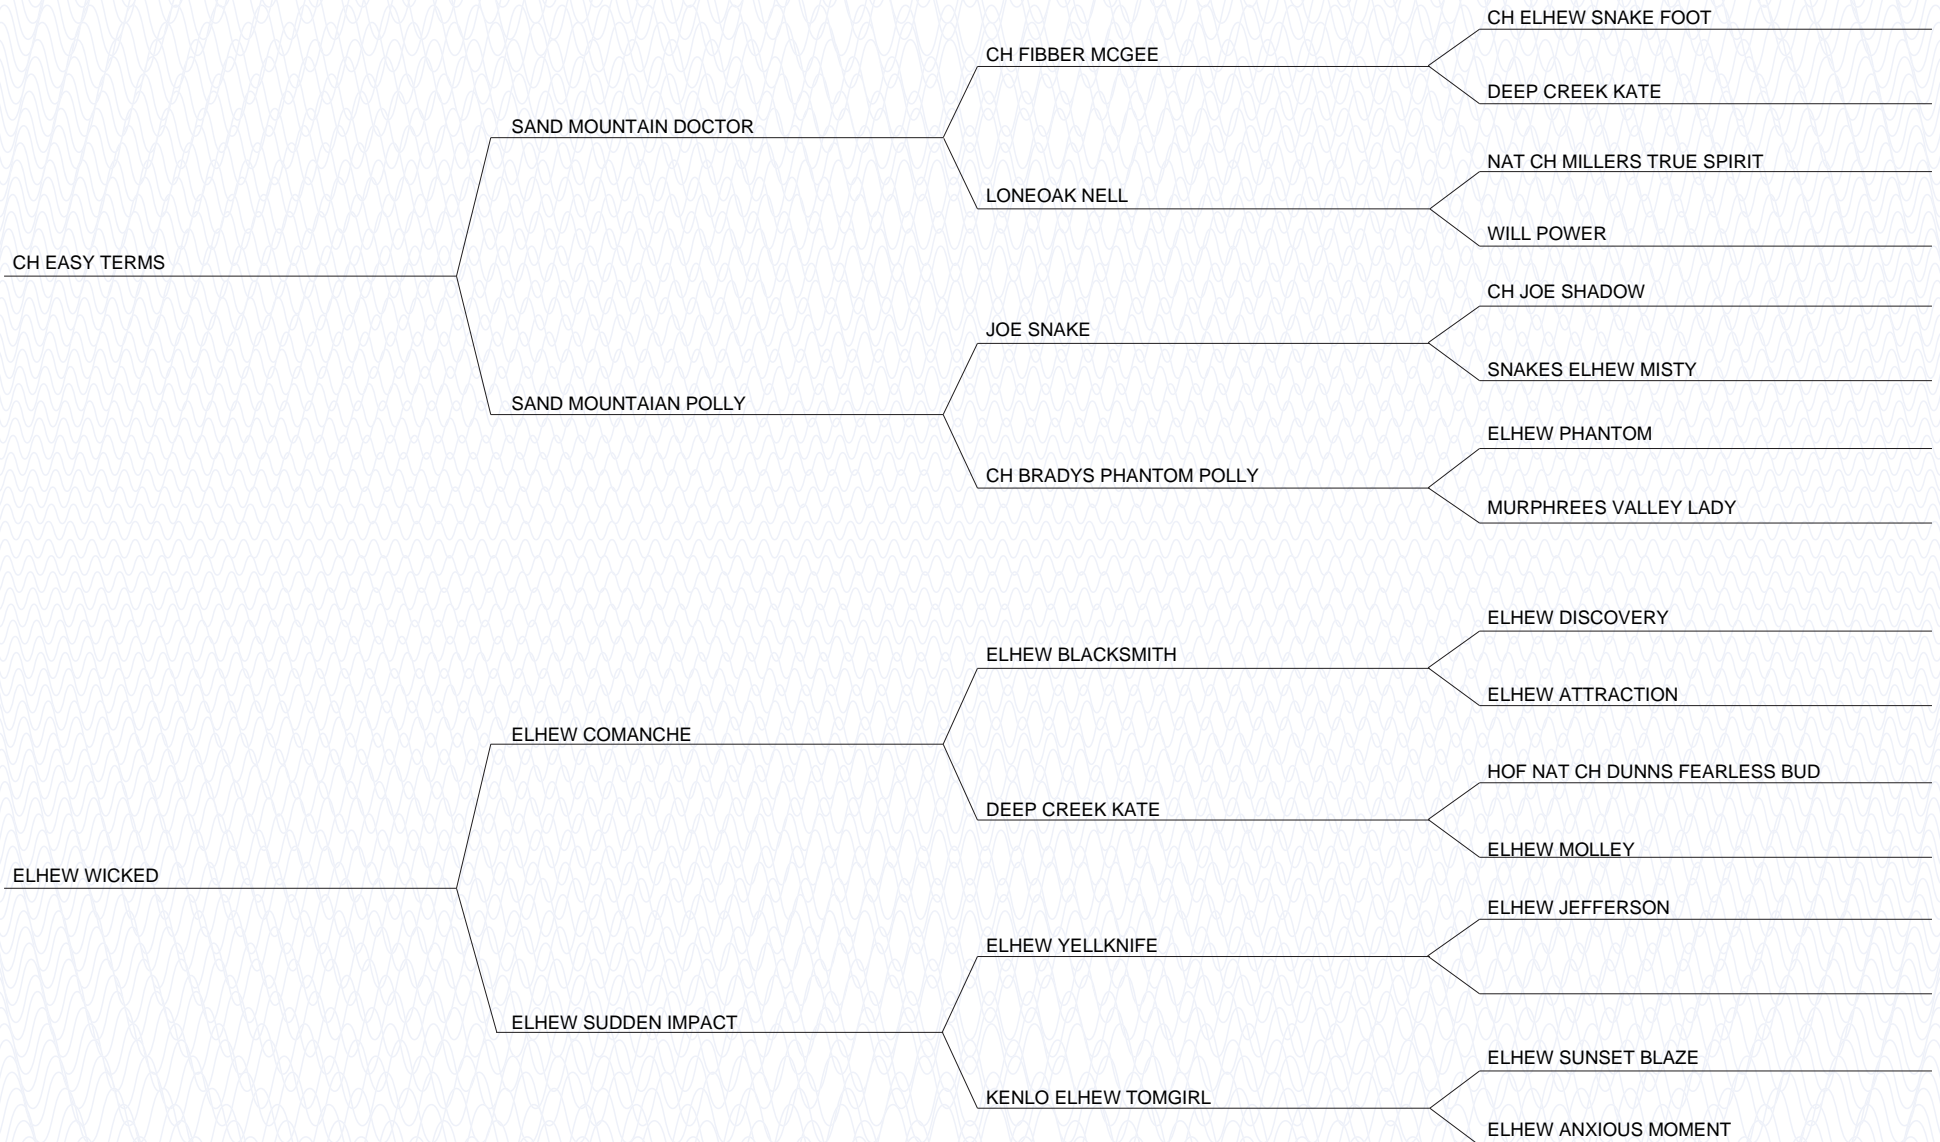 CH ELHEW SNAKE FOOT
CH FIBBER MCGEE
DEEP CREEK KATE
SAND MOUNTAIN DOCTOR
NAT CH MILLERS TRUE SPIRIT
LONEOAK NELL
WILL POWER
CH EASY TERMS
CH JOE SHADOW
JOE SNAKE
SNAKES ELHEW MISTY
SAND MOUNTAIAN POLLY
ELHEW PHANTOM
CH BRADYS PHANTOM POLLY
MURPHREES VALLEY LADY
ELHEW DISCOVERY
ELHEW BLACKSMITH
ELHEW ATTRACTION
ELHEW COMANCHE
HOF NAT CH DUNNS FEARLESS BUD
DEEP CREEK KATE
ELHEW MOLLEY
ELHEW WICKED
ELHEW JEFFERSON
ELHEW YELLKNIFE
ELHEW SUDDEN IMPACT
ELHEW SUNSET BLAZE
KENLO ELHEW TOMGIRL
ELHEW ANXIOUS MOMENT